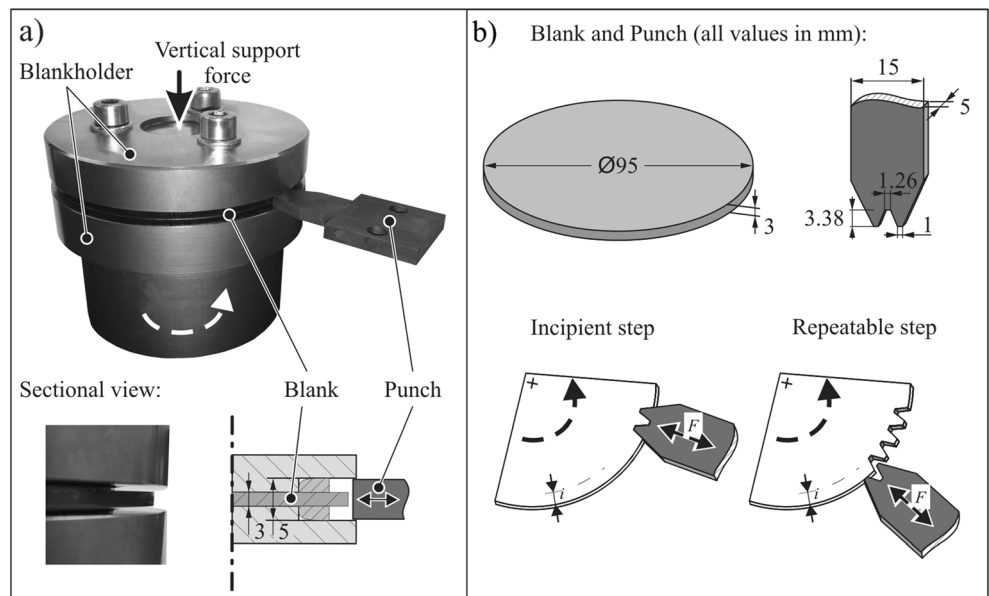 a)
Vertical support
force
Blankholder
Sectional view:
Blank
Punch
3
5
b)
Blank and Punch (all values in mm):
Ø95
3
15
5
1.26
3.38
1
Incipient step
Repeatable step
F
i
F
i